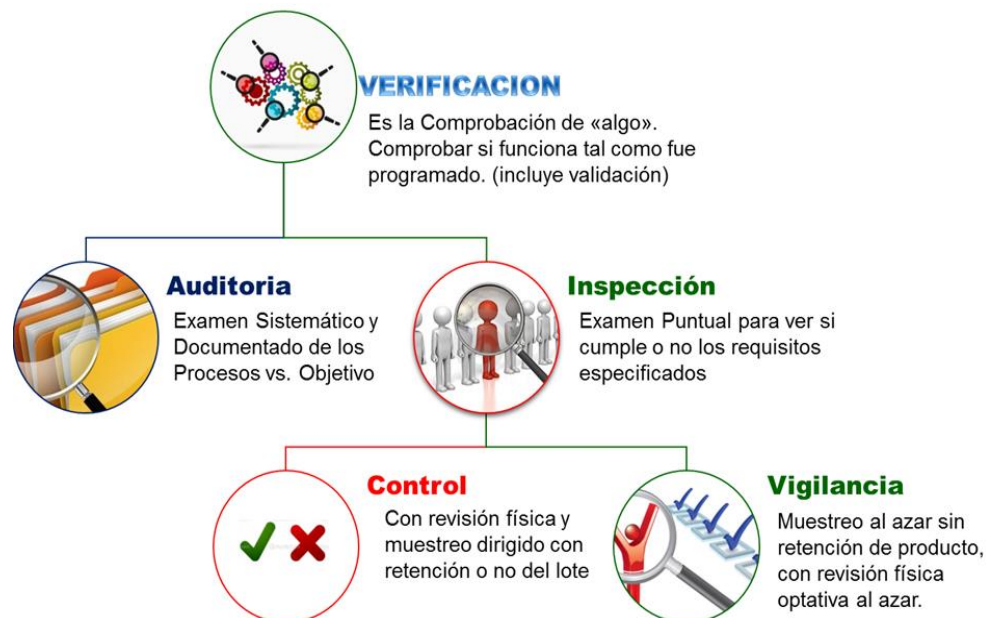 VERIFICACION
Es la Comprobación de «algo».
Comprobar si funciona tal como fue
programado. (incluye validación)
Auditoria
Examen Sistemático y
Documentado de los
Procesos vs. Objetivo
Inspección
Examen Puntual para ver si
cumple o no los requisitos
especificados
Control
Con revisión física y
muestreo dirigido con
retención o no del lote
Vigilancia
Muestreo al azar sin
retención de producto,
con revisión física
optativa al azar.